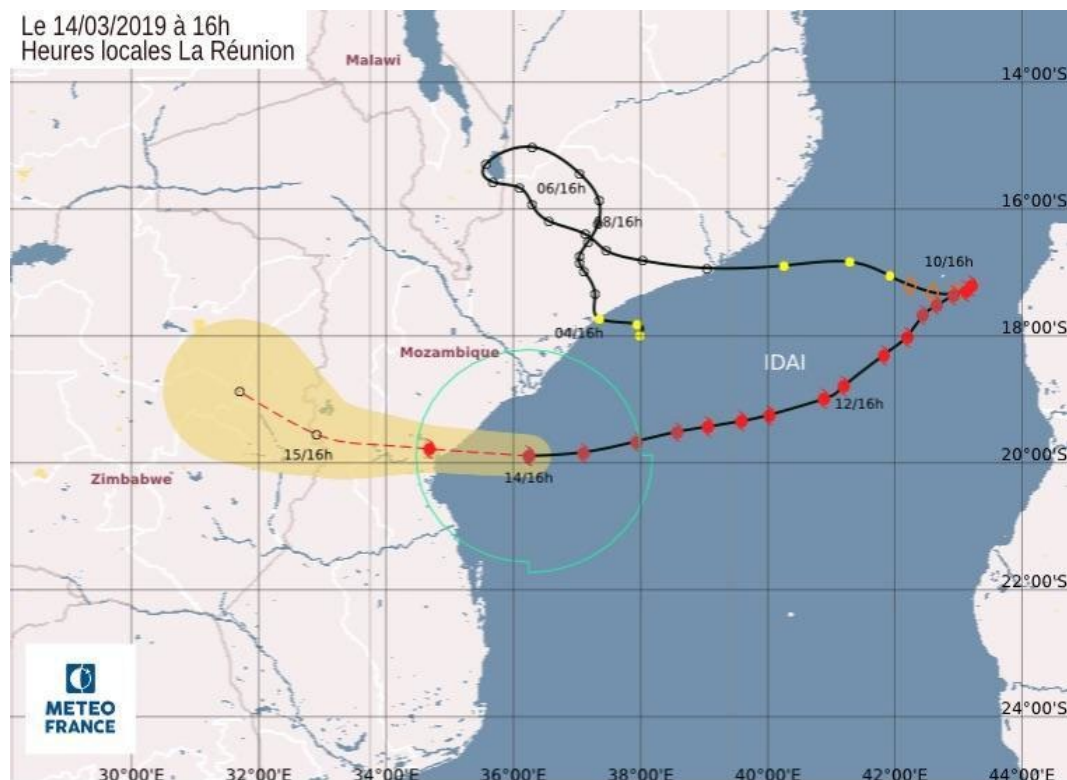 Le 14/03/2019 à 16h
Heures locales La Réunion
Malawi
14°00'S
06/16h
16°00'S
08/16h
10/16h
04/16h
18°00'S
Mozambique
IDAI
12/16h
15/16h
20°00'S
Zimbabwe
14/16h
22°00'S
METEO
FRANCE
24°00'S
30°00'E
32°00'E
34°00'E
36°00'E
38°00'E
40°00'E
42°00'E
44°00'E